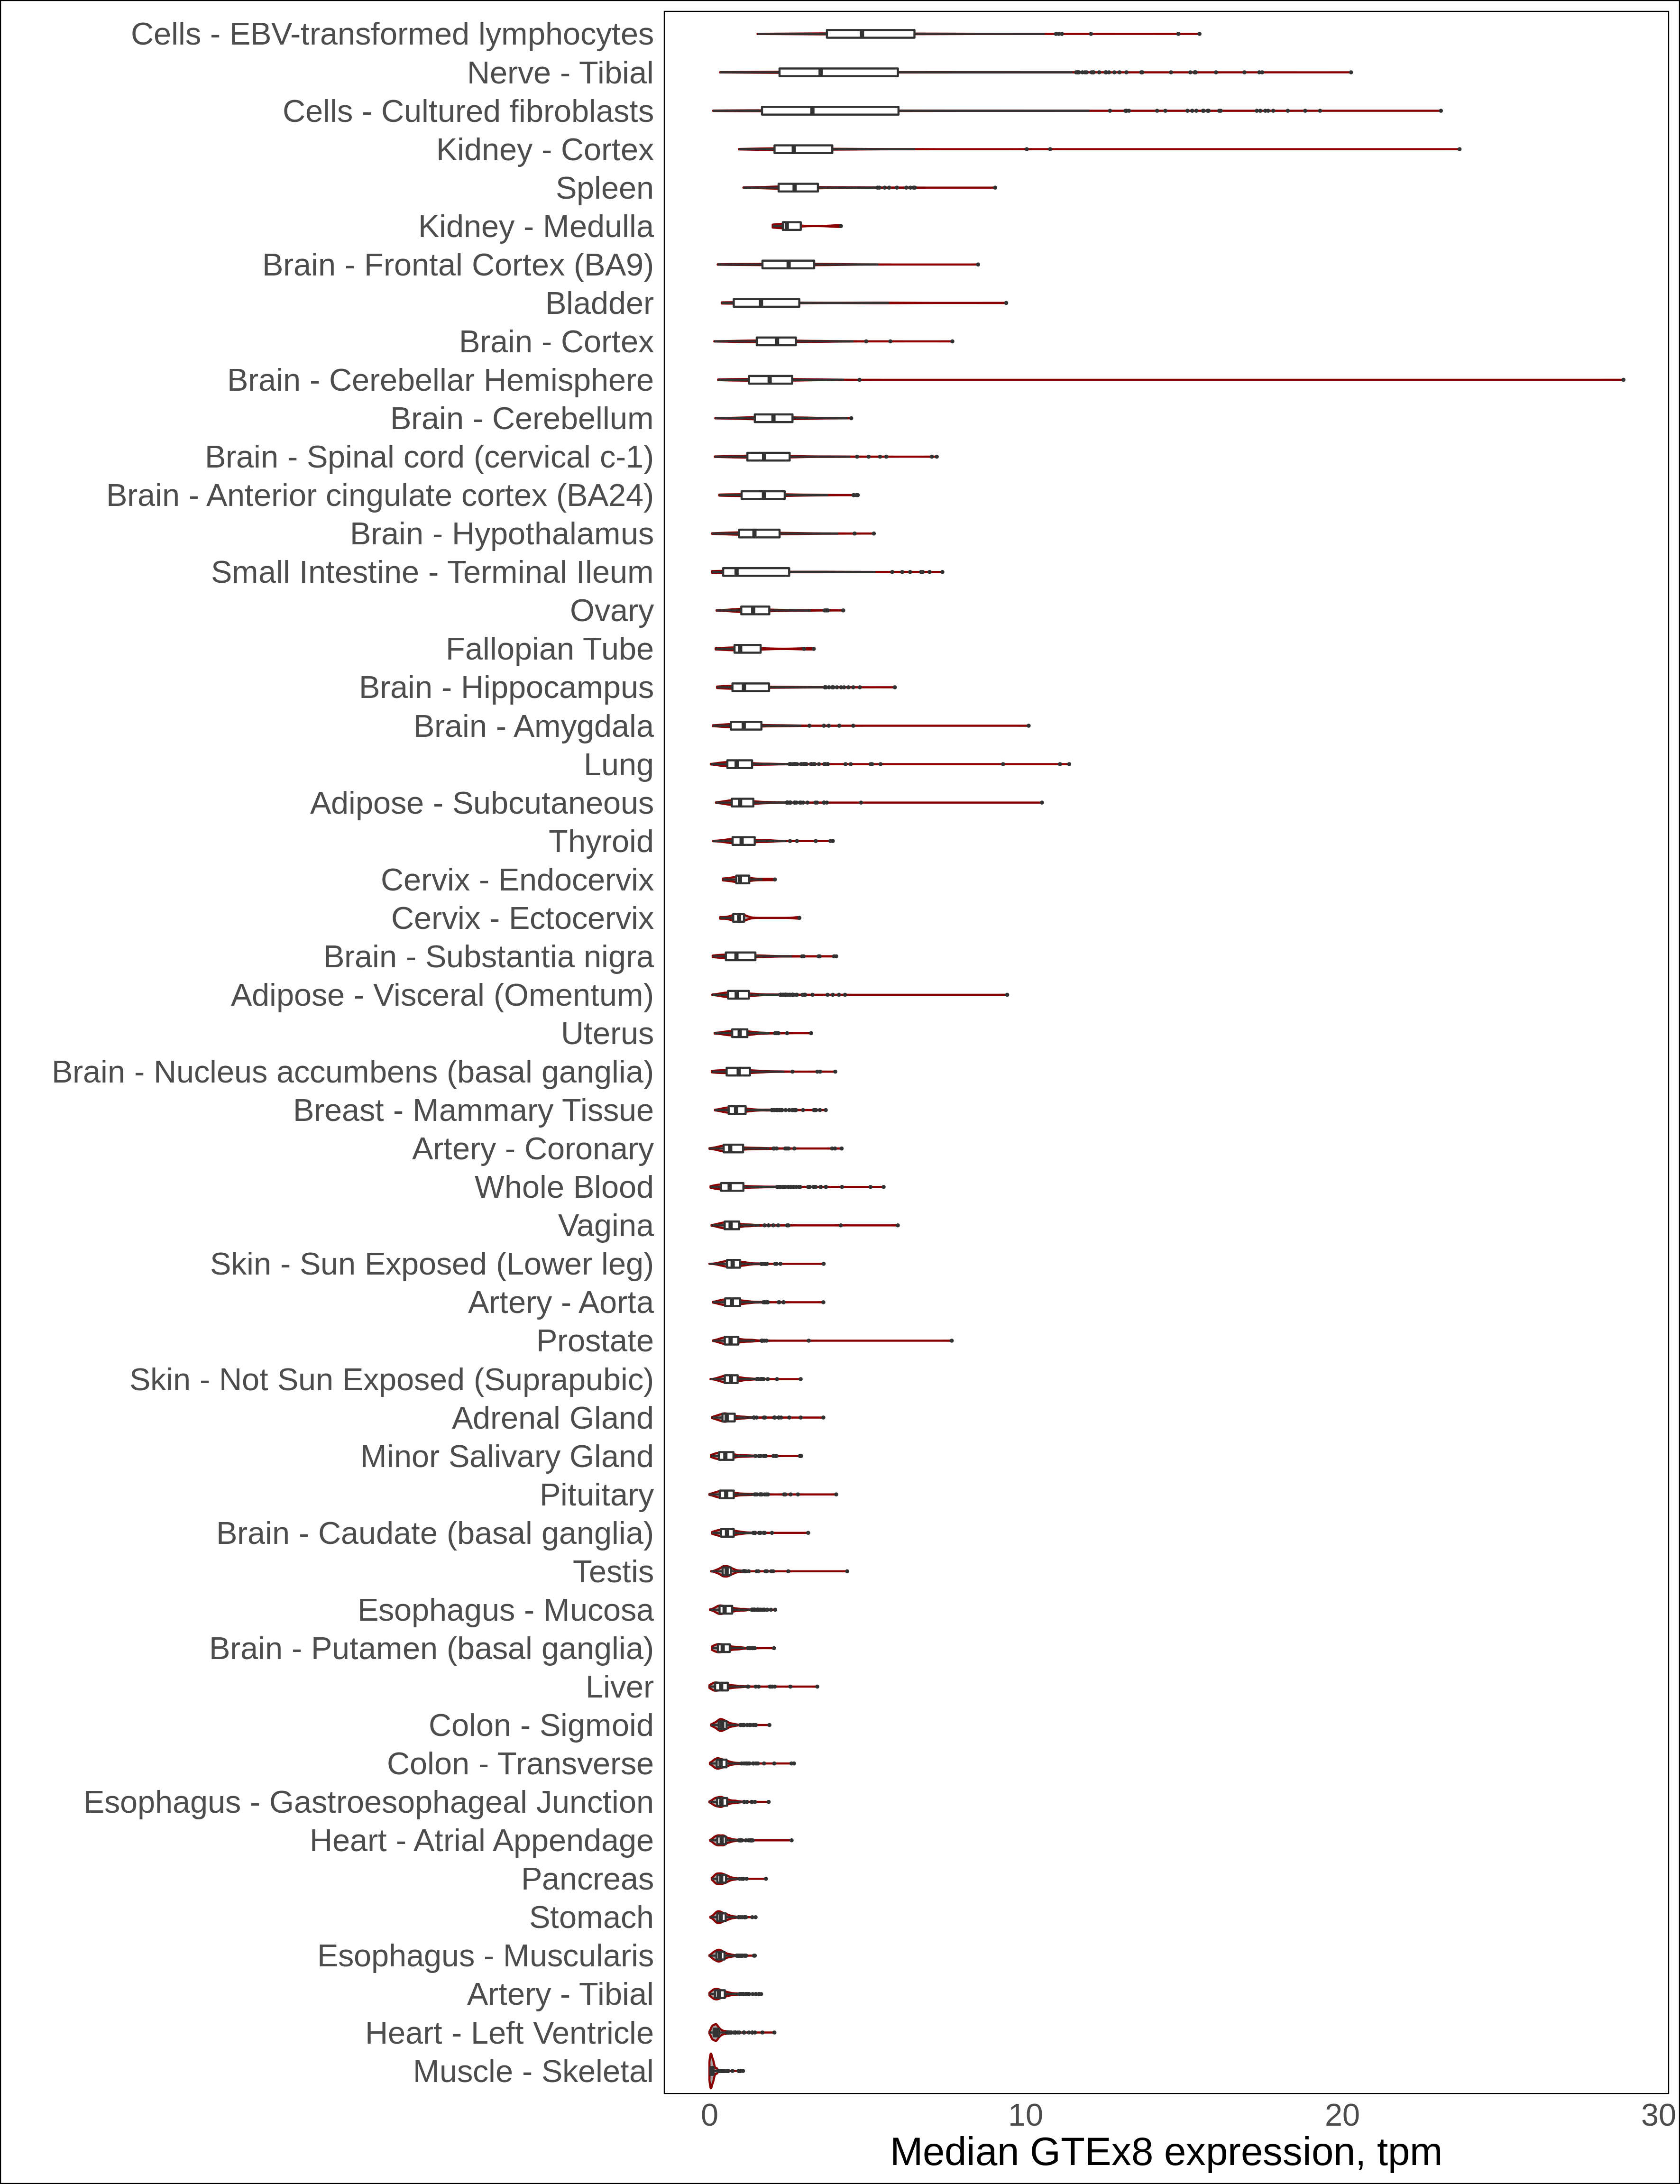 Cells - EBV-transformed lymphocytes
Nerve - Tibial
Cells - Cultured fibroblasts
Kidney - Cortex
Spleen
Kidney - Medulla
Brain - Frontal Cortex (BA9)
Bladder
Brain - Cortex
Brain - Cerebellar Hemisphere
Brain - Cerebellum
Brain - Spinal cord (cervical c-1)
Brain - Anterior cingulate cortex (BA24)
Brain - Hypothalamus
Small Intestine - Terminal Ileum
Ovary
Fallopian Tube
Brain - Hippocampus
Brain - Amygdala
Lung
Adipose - Subcutaneous
Thyroid
Cervix - Endocervix
Cervix - Ectocervix
Brain - Substantia nigra
Adipose - Visceral (Omentum)
Uterus
Brain - Nucleus accumbens (basal ganglia)
Breast - Mammary Tissue
Artery - Coronary
Whole Blood
Vagina
Skin - Sun Exposed (Lower leg)
Artery - Aorta
Prostate
Skin - Not Sun Exposed (Suprapubic)
Adrenal Gland
Minor Salivary Gland
Pituitary
Brain - Caudate (basal ganglia)
Testis
Esophagus - Mucosa
Brain - Putamen (basal ganglia)
Liver
Colon - Sigmoid
Colon - Transverse
Esophagus - Gastroesophageal Junction
Heart - Atrial Appendage
Pancreas
Stomach
Esophagus - Muscularis
Artery - Tibial
Heart - Left Ventricle
Muscle - Skeletal
0 10 20 30
Median GTEx8 expression, tpm